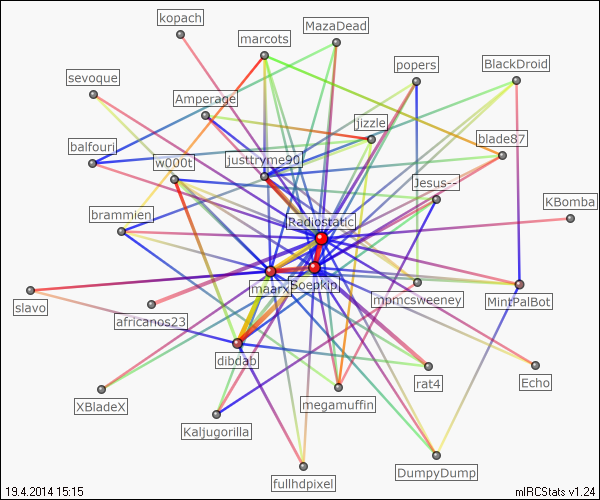 kopach
MazaDead
marcots
popers
BlackDroid
sevoque
Amperage
jizzle
blade87
balfouri
w000t
justtryme90
Jesus--
KBomba
brammien
Radiostatic
maarx
Soepkip
mpmcsweeney
MintPalBot
slavo
africanos23
dibdab
rat4
Echo
XBladeX
megamuffin
Kaljugorilla
DumpyDump
fullhdpixel
19.4.2014 15:15
mIRCStats v1.24